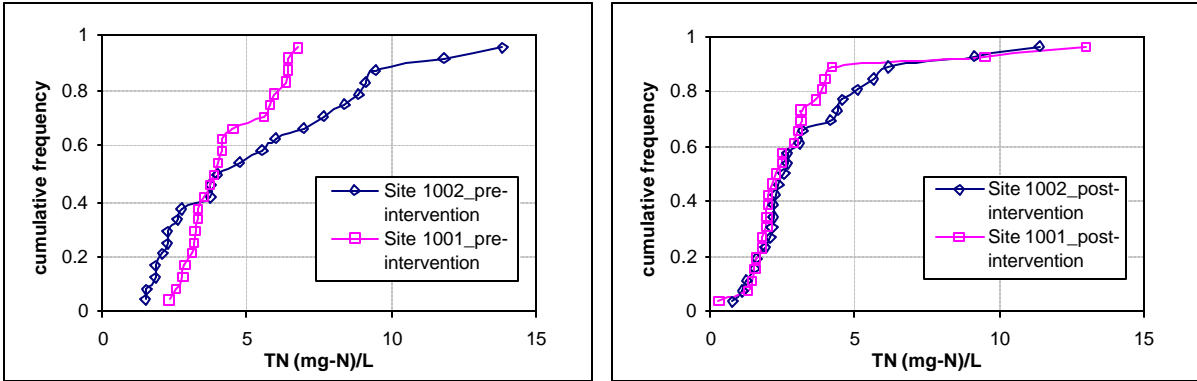 1
0.8
0.6
0.4
0.2
0
cumulative frequency
0
5
10
15
TN (mg-N)/L
Site 1002_pre-
intervention
Site 1001_pre-
intervention
1
0.8
0.6
0.4
0.2
0
cumulative frequency
0
5
10
15
TN (mg-N)/L
Site 1002_post-
intervention
Site 1001_post-
intervention